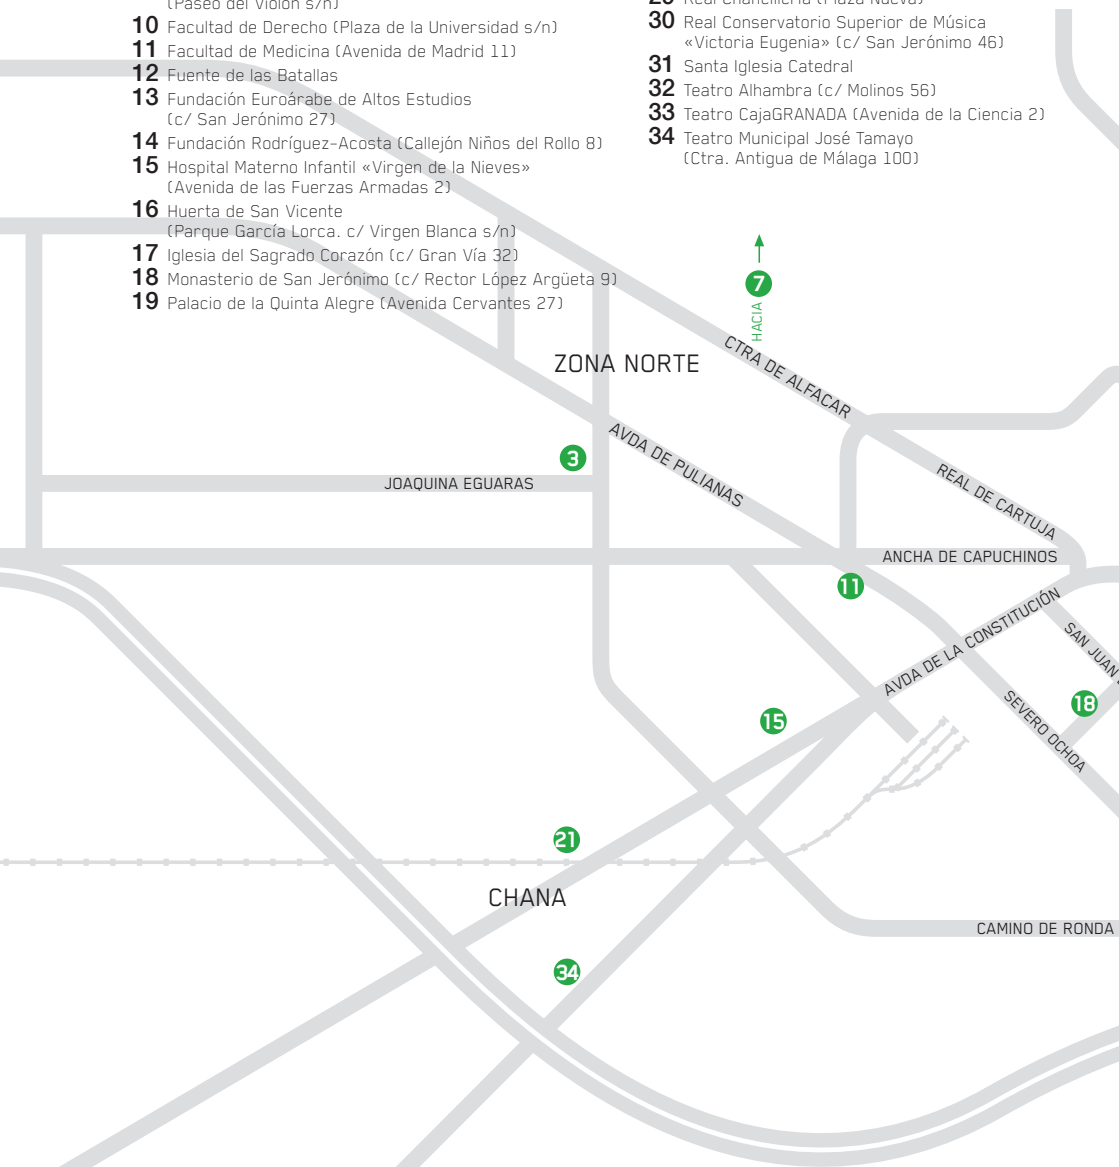 (Paseo del Violón s/n)
10 Facultad de Derecho (Plaza de la Universidad s/n)
11 Facultad de Medicina (Avenida de Madrid 11)
12 Fuente de las Batallas
13 Fundación Euroárabe de Altos Estudios
(c/ San Jerónimo 27)
14 Fundación Rodríguez-Acosta (Callejón Niños del Rollo 8)
15 Hospital Materno Infantil «Virgen de la Nieves»
(Avenida de las Fuerzas Armadas 2)
16 Huerta de San Vicente
(Parque García Lorca. c/ Virgen Blanca s/n)
17 Iglesia del Sagrado Corazón (c/ Gran Vía 32)
18 Monasterio de San Jerónimo (c/ Rector López Argüeta 9)
19 Palacio de la Quinta Alegre (Avenida Cervantes 27)
29 Real Chancillería (Plaza Nueva)
30 Real Conservatorio Superior de Música
«Victoria Eugenia» (c/ San Jerónimo 46)
31 Santa Iglesia Catedral
32 Teatro Alhambra (c/ Molinos 56)
33 Teatro CajaGRANADA (Avenida de la Ciencia 2)
34 Teatro Municipal José Tamayo
(Ctra. Antigua de Málaga 100)
7
HACIA
ZONA NORTE
CTRA DE ALFACAR
3
AVDA DE PULIANAS
JOAQUINA EGUARAS
REAL DE CARTUJA
ANCHA DE CAPUCHINOS
11
AVDA DE LA CONSTITUCIÓN
SAN JUAN
18
15
SEVERO OCHOA
21
CHANA
CAMINO DE RONDA
34